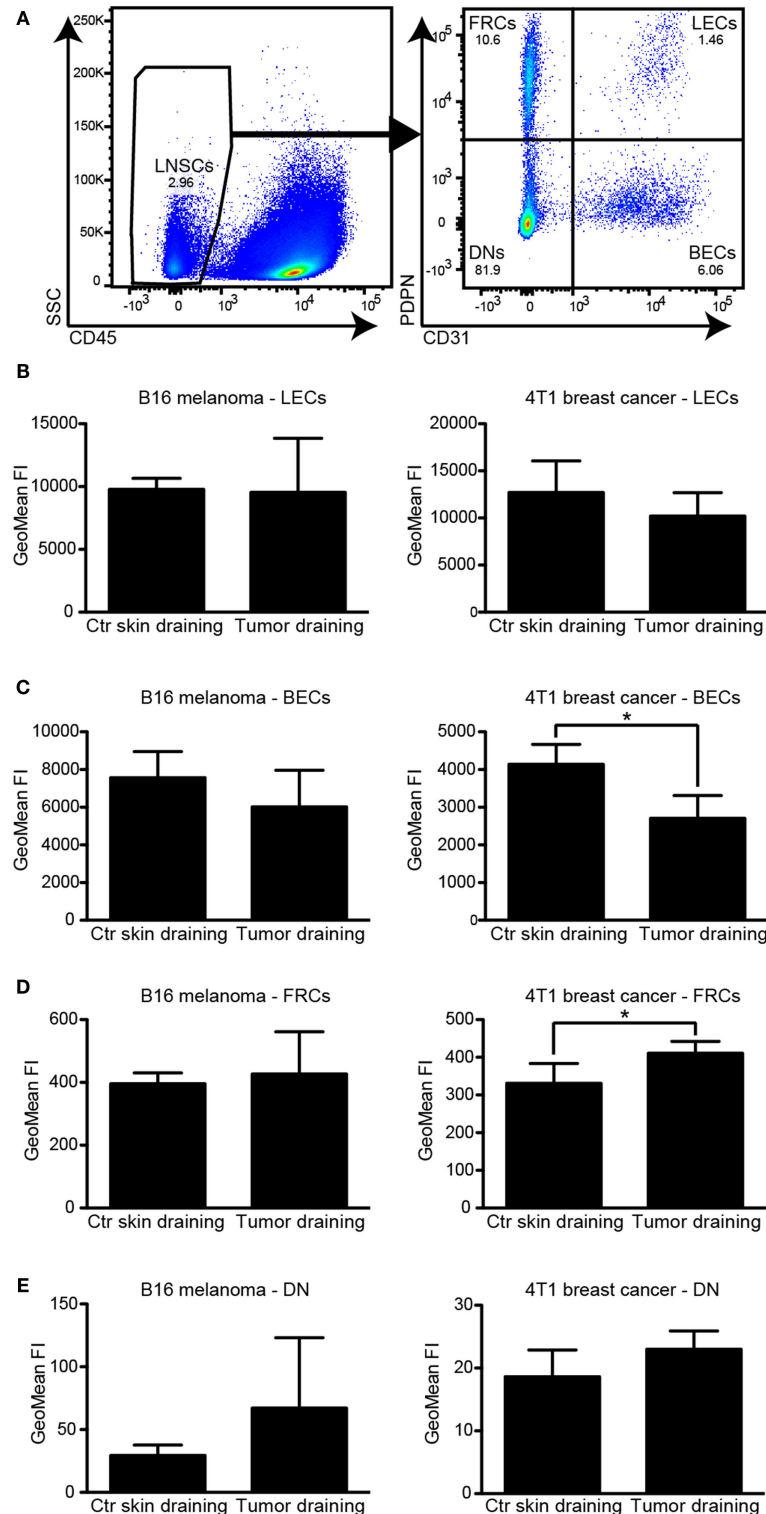 A
250K
200K
150K
100K
50K
0
SSC
LNSCs
2.96
-10³ 0 10³ 10⁴ 10⁵
CD45
10⁵
10⁴
10³
0
-10³
PDPN
FRCs
10.6
LECs
1.46
DNs
81.9
BECs
6.06
-10³ 0 10³ 10⁴ 10⁵
CD31
B
B16 melanoma - LECs
GeoMean FI
15000
10000
5000
0
Ctr skin draining Tumor draining
4T1 breast cancer - LECs
GeoMean FI
20000
15000
10000
5000
0
Ctr skin draining Tumor draining
C
B16 melanoma - BECs
GeoMean FI
10000
8000
6000
4000
2000
0
Ctr skin draining Tumor draining
4T1 breast cancer - BECs
GeoMean FI
5000
4000
3000
2000
1000
0
*
Ctr skin draining Tumor draining
D
B16 melanoma - FRCs
GeoMean FI
600
400
200
0
Ctr skin draining Tumor draining
4T1 breast cancer - FRCs
GeoMean FI
500
400
300
200
100
0
*
Ctr skin draining Tumor draining
E
B16 melanoma - DN
GeoMean FI
150
100
50
0
Ctr skin draining Tumor draining
4T1 breast cancer - DN
GeoMean FI
30
20
10
0
Ctr skin draining Tumor draining